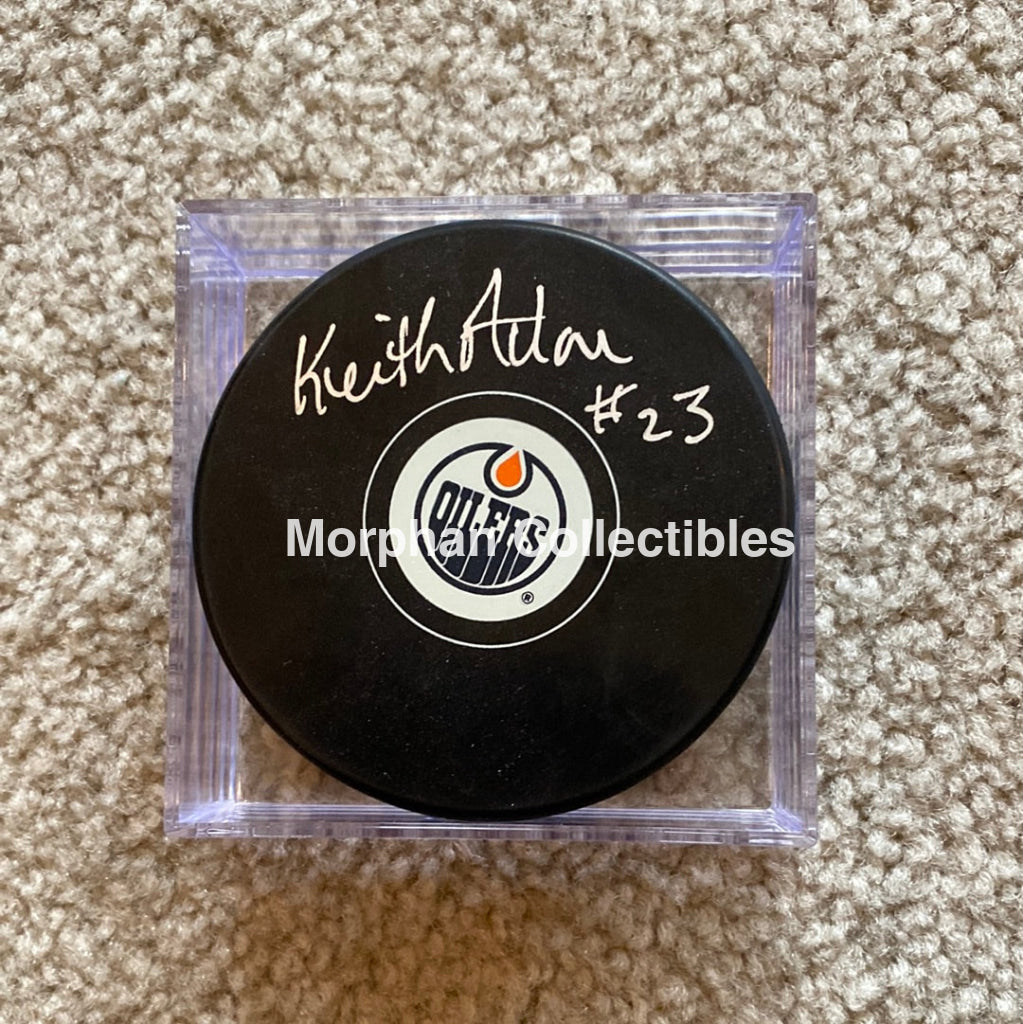 Keith Acton
#23
OILERS
®
Morphan Collectibles